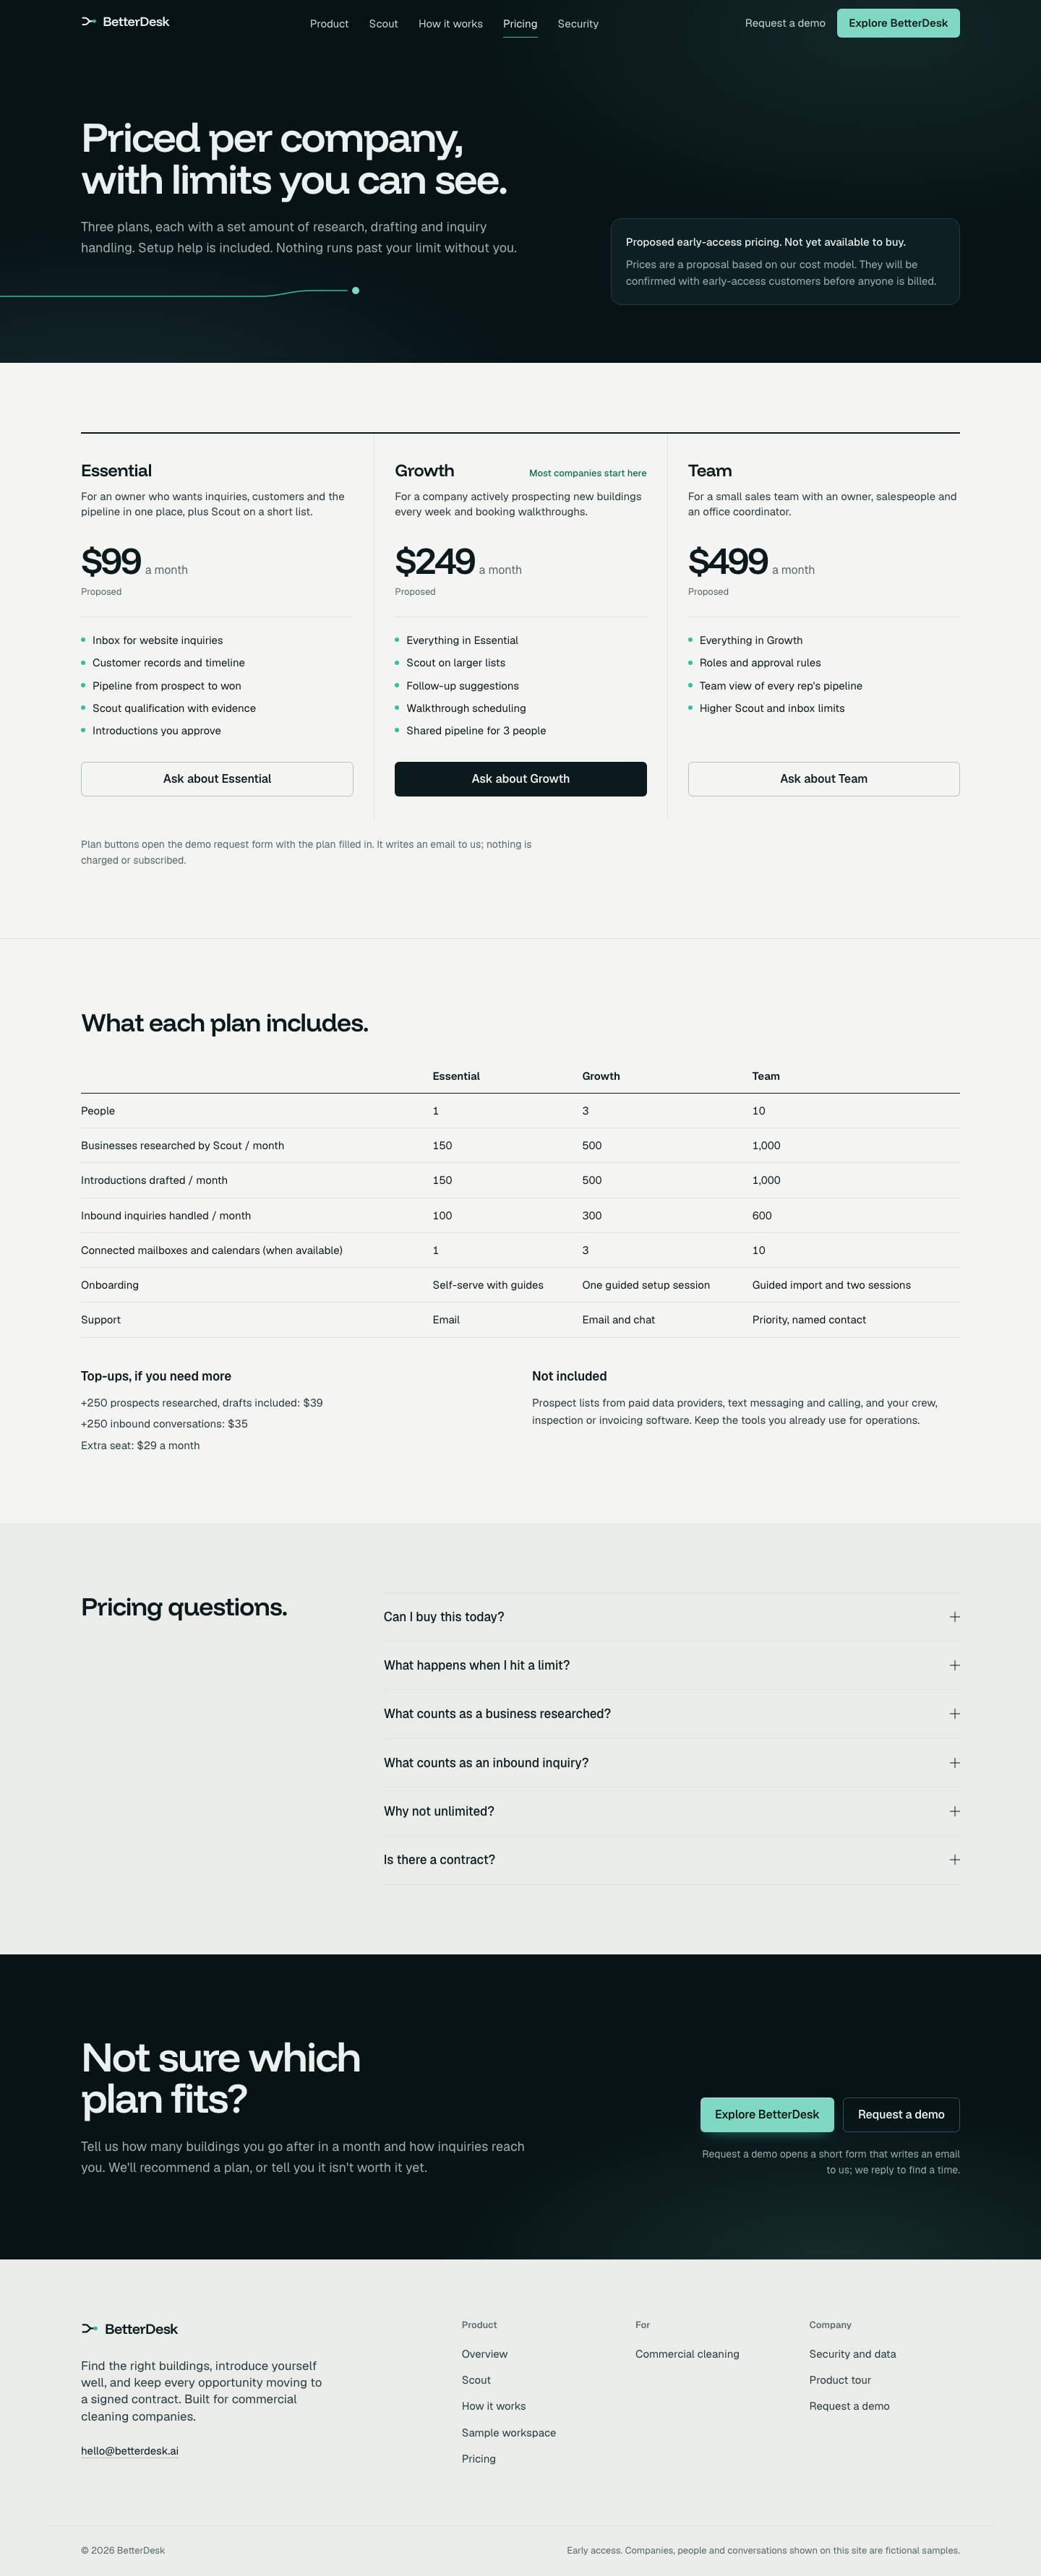 BetterDesk
Product Scout How it works Pricing Security
Request a demo Explore BetterDesk
Priced per company,
with limits you can see.
Three plans, each with a set amount of research, drafting and inquiry
handling. Setup help is included. Nothing runs past your limit without you.
Proposed early-access pricing. Not yet available to buy.
Prices are a proposal based on our cost model. They will be
confirmed with early-access customers before anyone is billed.
Essential
For an owner who wants inquiries, customers and the
pipeline in one place, plus Scout on a short list.
$99 a month
Proposed
Inbox for website inquiries
Customer records and timeline
Pipeline from prospect to won
Scout qualification with evidence
Introductions you approve
Ask about Essential
Growth Most companies start here
For a company actively prospecting new buildings
every week and booking walkthroughs.
$249 a month
Proposed
Everything in Essential
Scout on larger lists
Follow-up suggestions
Walkthrough scheduling
Shared pipeline for 3 people
Ask about Growth
Team
For a small sales team with an owner, salespeople and
an office coordinator.
$499 a month
Proposed
Everything in Growth
Roles and approval rules
Team view of every rep's pipeline
Higher Scout and inbox limits
Ask about Team
Plan buttons open the demo request form with the plan filled in. It writes an email to us; nothing is
charged or subscribed.
What each plan includes.
Essential Growth Team
People 1 3 10
Businesses researched by Scout / month 150 500 1,000
Introductions drafted / month 150 500 1,000
Inbound inquiries handled / month 100 300 600
Connected mailboxes and calendars (when available) 1 3 10
Onboarding Self-serve with guides One guided setup session Guided import and two sessions
Support Email Email and chat Priority, named contact
Top-ups, if you need more
+250 prospects researched, drafts included: $39
+250 inbound conversations: $35
Extra seat: $29 a month
Not included
Prospect lists from paid data providers, text messaging and calling, and your crew,
inspection or invoicing software. Keep the tools you already use for operations.
Pricing questions.
Can I buy this today?
What happens when I hit a limit?
What counts as a business researched?
What counts as an inbound inquiry?
Why not unlimited?
Is there a contract?
Not sure which
plan fits?
Tell us how many buildings you go after in a month and how inquiries reach
you. We'll recommend a plan, or tell you it isn't worth it yet.
Explore BetterDesk Request a demo
Request a demo opens a short form that writes an email
to us; we reply to find a time.
BetterDesk
Find the right buildings, introduce yourself
well, and keep every opportunity moving to
a signed contract. Built for commercial
cleaning companies.
hello@betterdesk.ai
Product
Overview
Scout
How it works
Sample workspace
Pricing
For
Commercial cleaning
Company
Security and data
Product tour
Request a demo
© 2026 BetterDesk
Early access. Companies, people and conversations shown on this site are fictional samples.